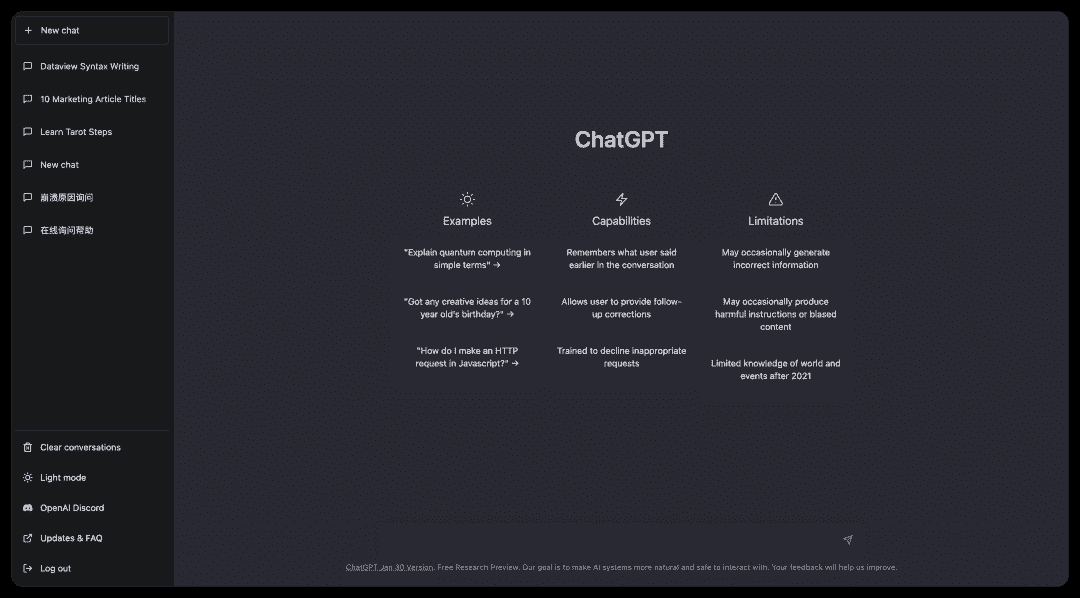 New chat
Dataview Syntax Writing
10 Marketing Article Titles
Learn Tarot Steps
New chat
崩溃原因询问
在线询问帮助
Clear conversations
Light mode
OpenAI Discord
Updates & FAQ
Log out
ChatGPT
Examples
"Explain quantum computing in
simple terms" →
"Got any creative ideas for a 10
year old's birthday?" →
"How do I make an HTTP
request in Javascript?" →
Capabilities
Remembers what user said
earlier in the conversation
Allows user to provide follow-
up corrections
Trained to decline inappropriate
requests
Limitations
May occasionally generate
incorrect information
May occasionally produce
harmful instructions or biased
content
Limited knowledge of world and
events after 2021
ChatGPT Jan 30 Version. Free Research Preview. Our goal is to make AI systems more natural and safe to interact with. Your feedback will help us improve.